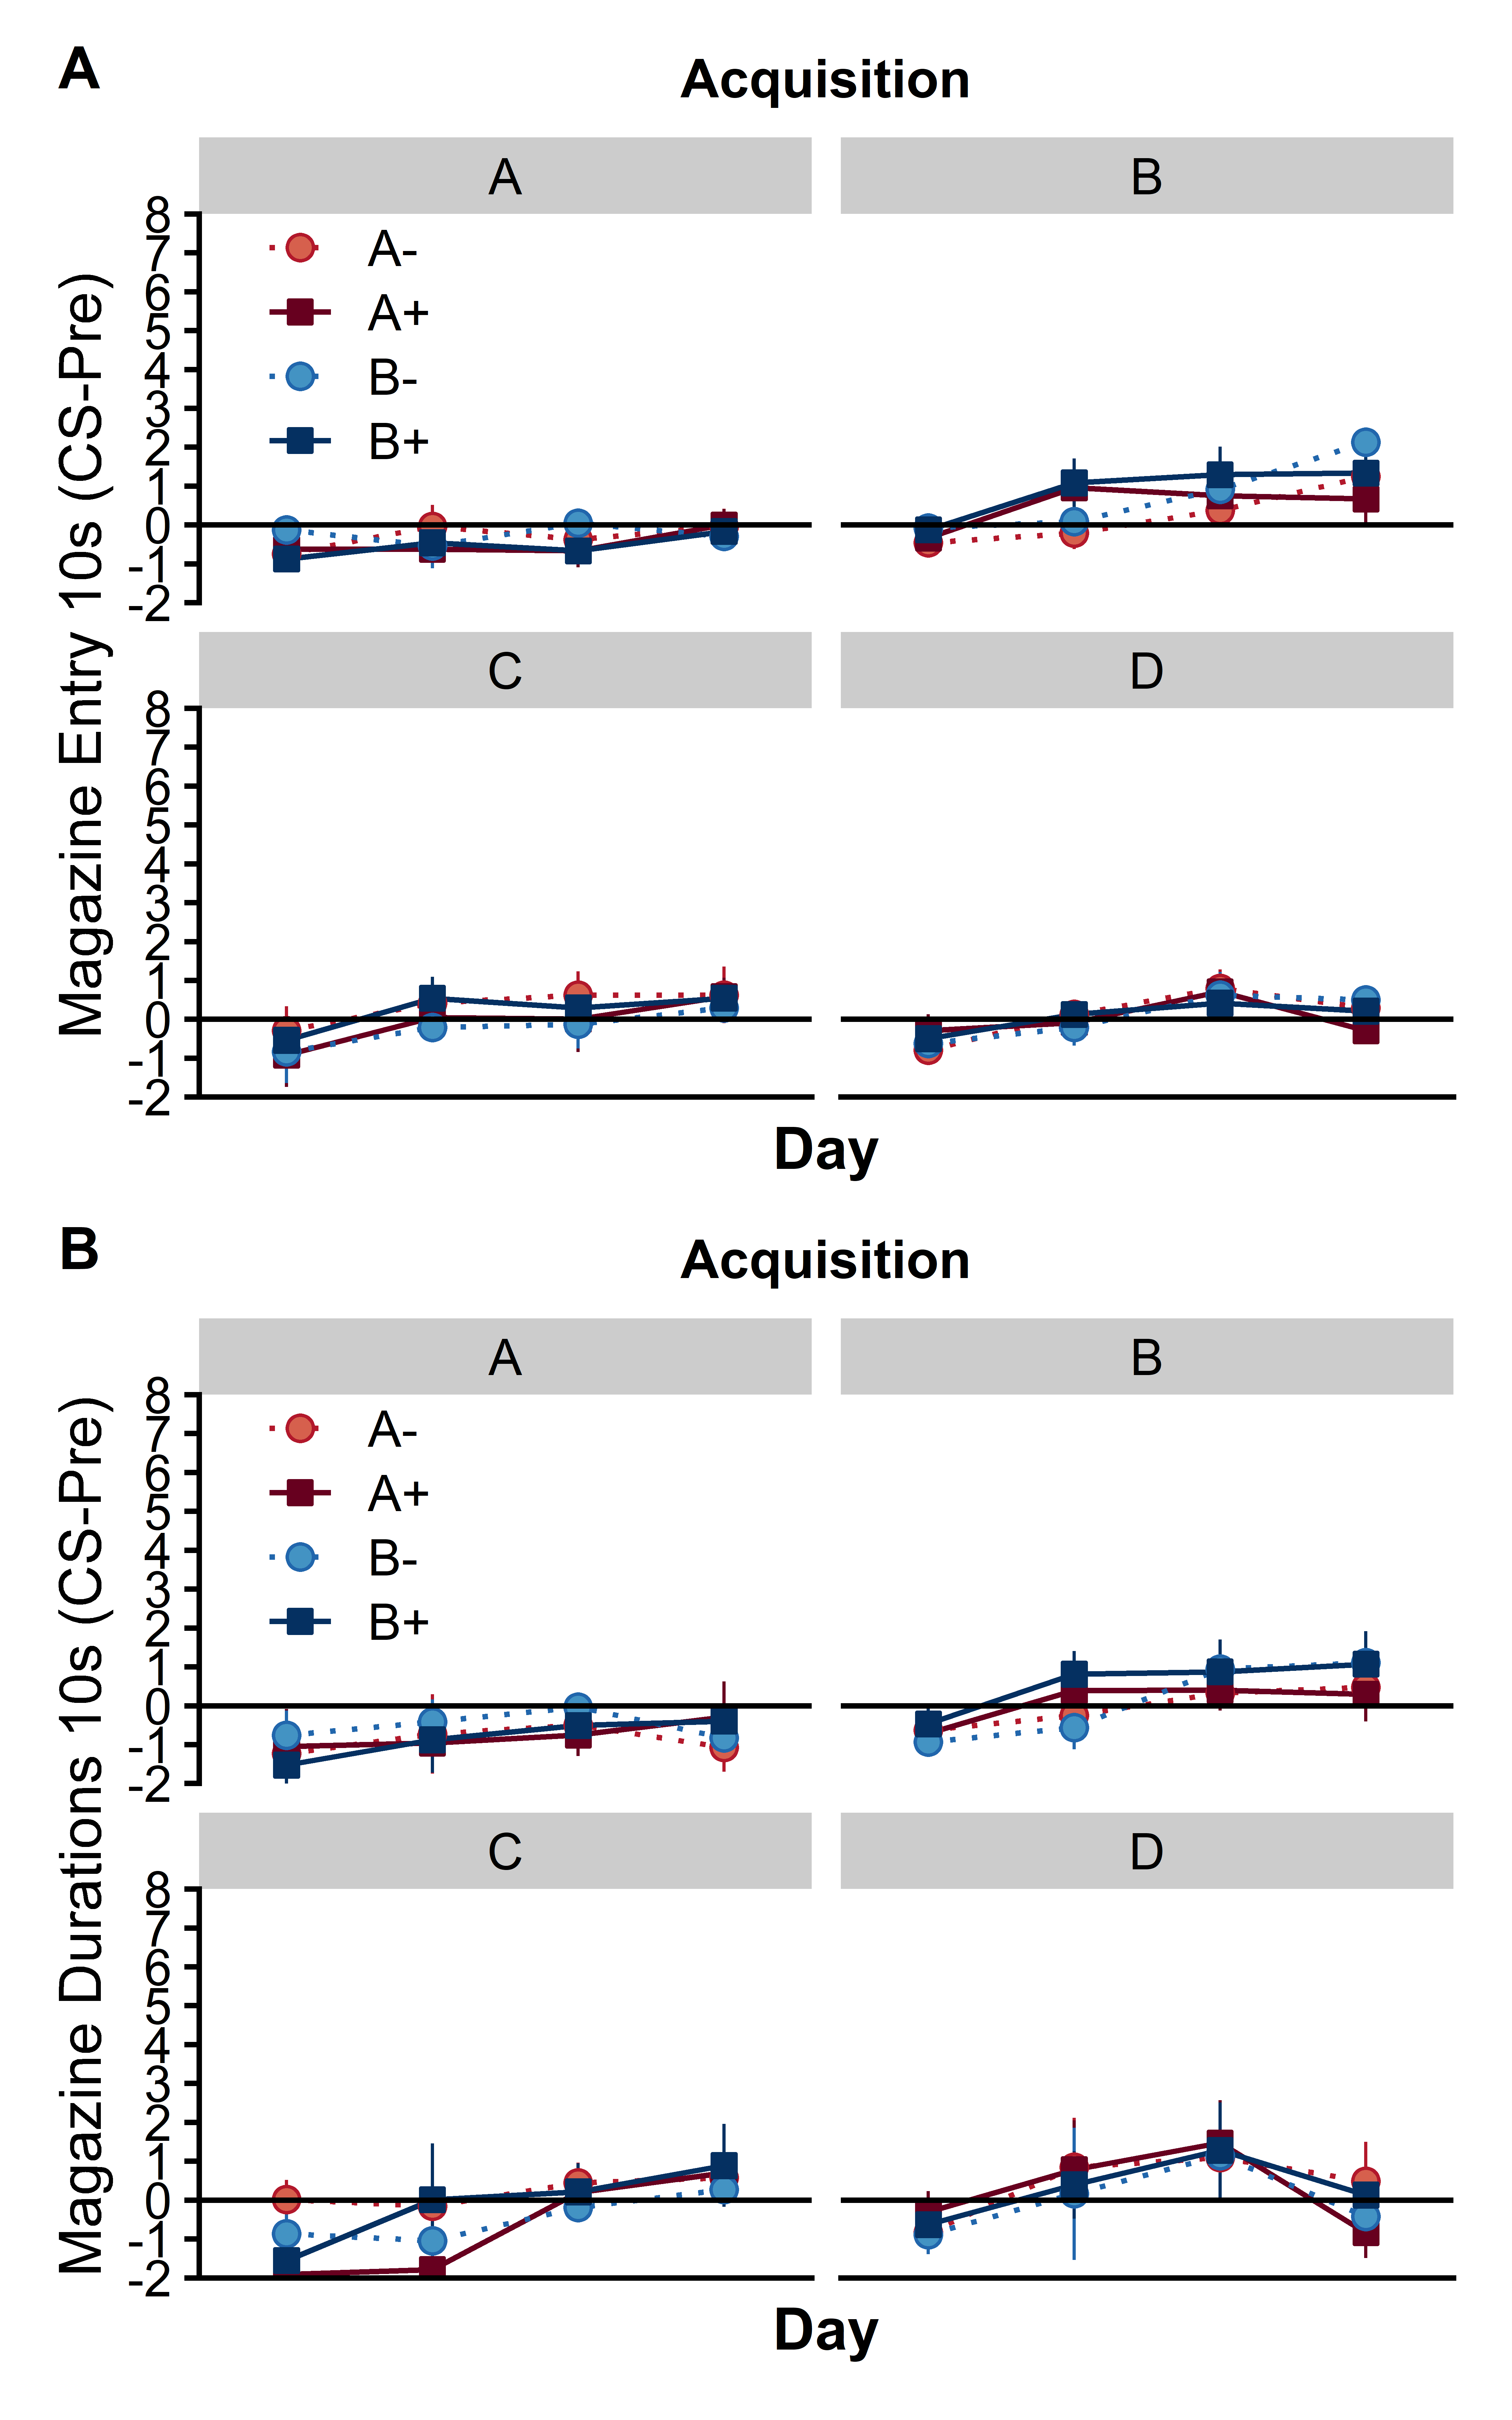 A
Acquisition
A
B
8
7
6
5
4
3
2
1
0
-1
-2
A-
A+
B-
B+
Magazine Entry 10s (CS-Pre)
C
D
8
7
6
5
4
3
2
1
0
-1
-2
Day
B
Acquisition
A
B
8
7
6
5
4
3
2
1
0
-1
-2
A-
A+
B-
B+
Magazine Durations 10s (CS-Pre)
C
D
8
7
6
5
4
3
2
1
0
-1
-2
Day